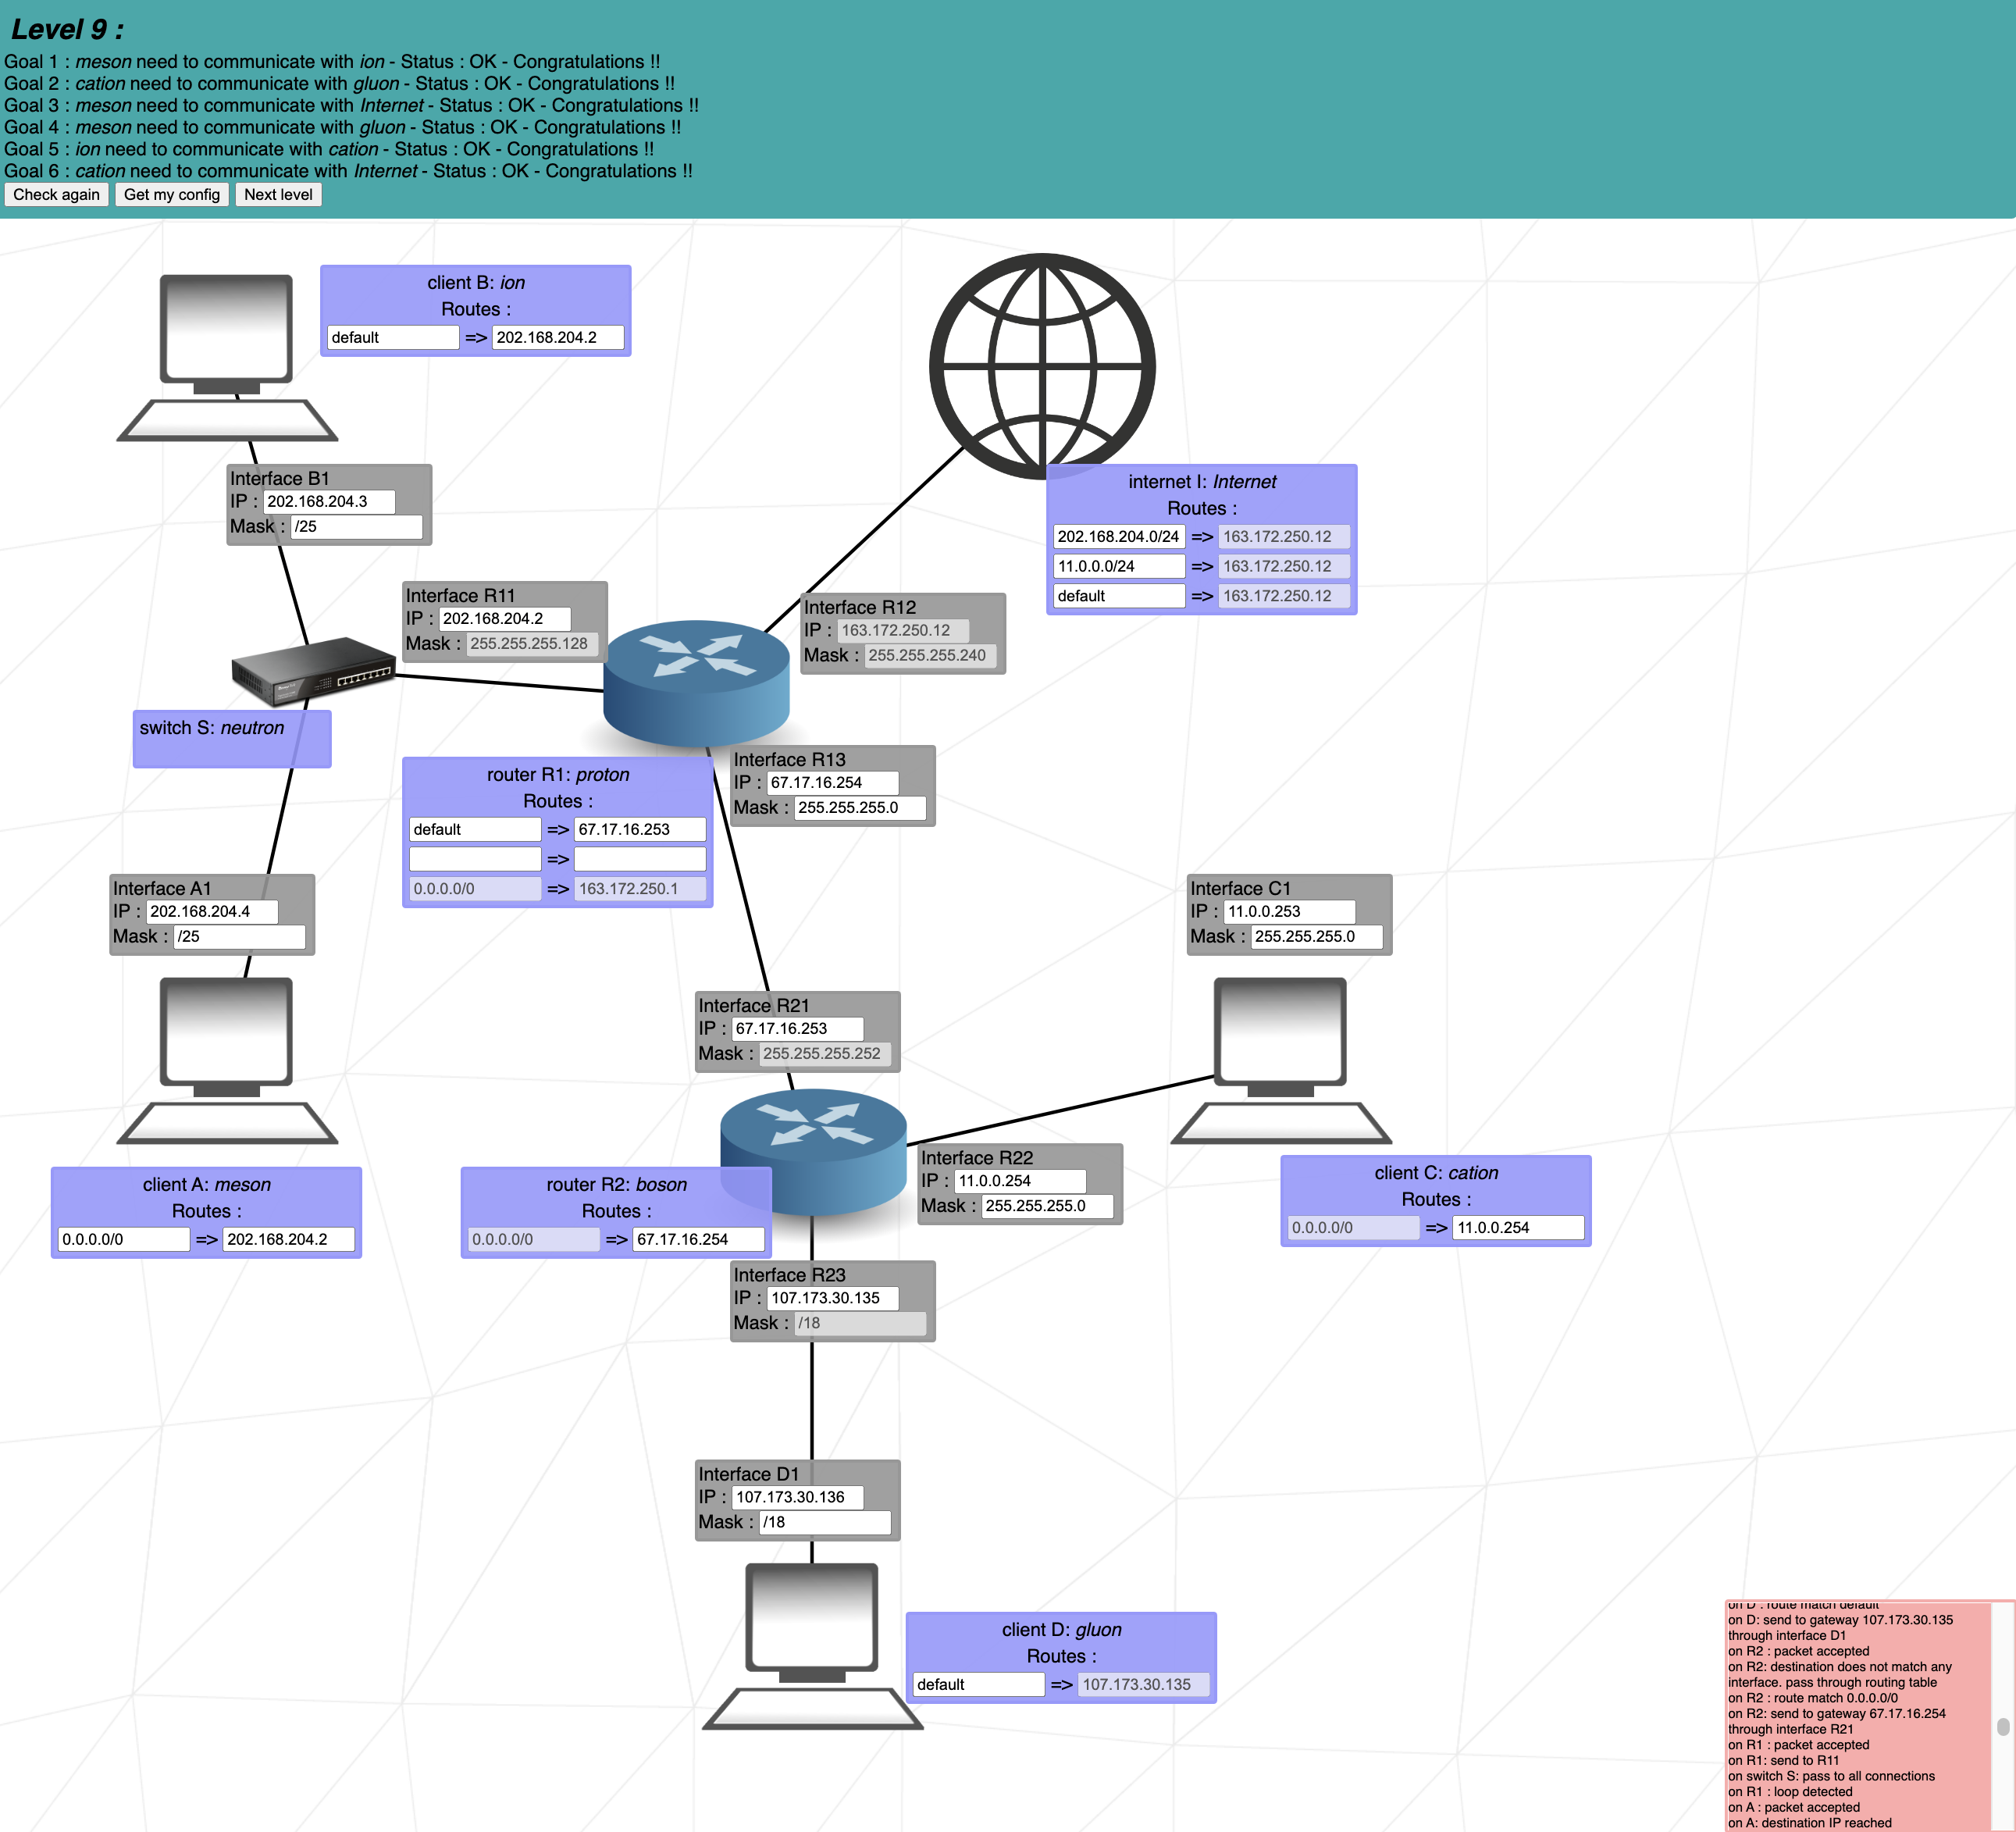 Level 9 :
Goal 1 : meson need to communicate with ion - Status : OK - Congratulations !!
Goal 2 : cation need to communicate with gluon - Status : OK - Congratulations !!
Goal 3 : meson need to communicate with Internet - Status : OK - Congratulations !!
Goal 4 : meson need to communicate with gluon - Status : OK - Congratulations !!
Goal 5 : ion need to communicate with cation - Status : OK - Congratulations !!
Goal 6 : cation need to communicate with Internet - Status : OK - Congratulations !!
Check again Get my config Next level
client B: ion
Routes :
default => 202.168.204.2
Interface B1
IP : 202.168.204.3
Mask : /25
internet I: Internet
Routes :
202.168.204.0/24 => 163.172.250.12
11.0.0.0/24 => 163.172.250.12
default => 163.172.250.12
Interface R11
IP : 202.168.204.2
Mask : 255.255.255.128
Interface R12
IP : 163.172.250.12
Mask : 255.255.255.240
switch S: neutron
Interface R13
IP : 67.17.16.254
Mask : 255.255.255.0
router R1: proton
Routes :
default => 67.17.16.253
=>
0.0.0.0/0 => 163.172.250.1
Interface A1
IP : 202.168.204.4
Mask : /25
Interface C1
IP : 11.0.0.253
Mask : 255.255.255.0
Interface R21
IP : 67.17.16.253
Mask : 255.255.255.252
Interface R22
IP : 11.0.0.254
Mask : 255.255.255.0
client A: meson
Routes :
0.0.0.0/0 => 202.168.204.2
router R2: boson
Routes :
0.0.0.0/0 => 67.17.16.254
client C: cation
Routes :
0.0.0.0/0 => 11.0.0.254
Interface R23
IP : 107.173.30.135
Mask : /18
Interface D1
IP : 107.173.30.136
Mask : /18
client D: gluon
Routes :
default => 107.173.30.135
on D : route match default
on D: send to gateway 107.173.30.135
through interface D1
on R2 : packet accepted
on R2: destination does not match any
interface. pass through routing table
on R2 : route match 0.0.0.0/0
on R2: send to gateway 67.17.16.254
through interface R21
on R1 : packet accepted
on R1: send to R11
on switch S: pass to all connections
on R1 : loop detected
on A : packet accepted
on A: destination IP reached